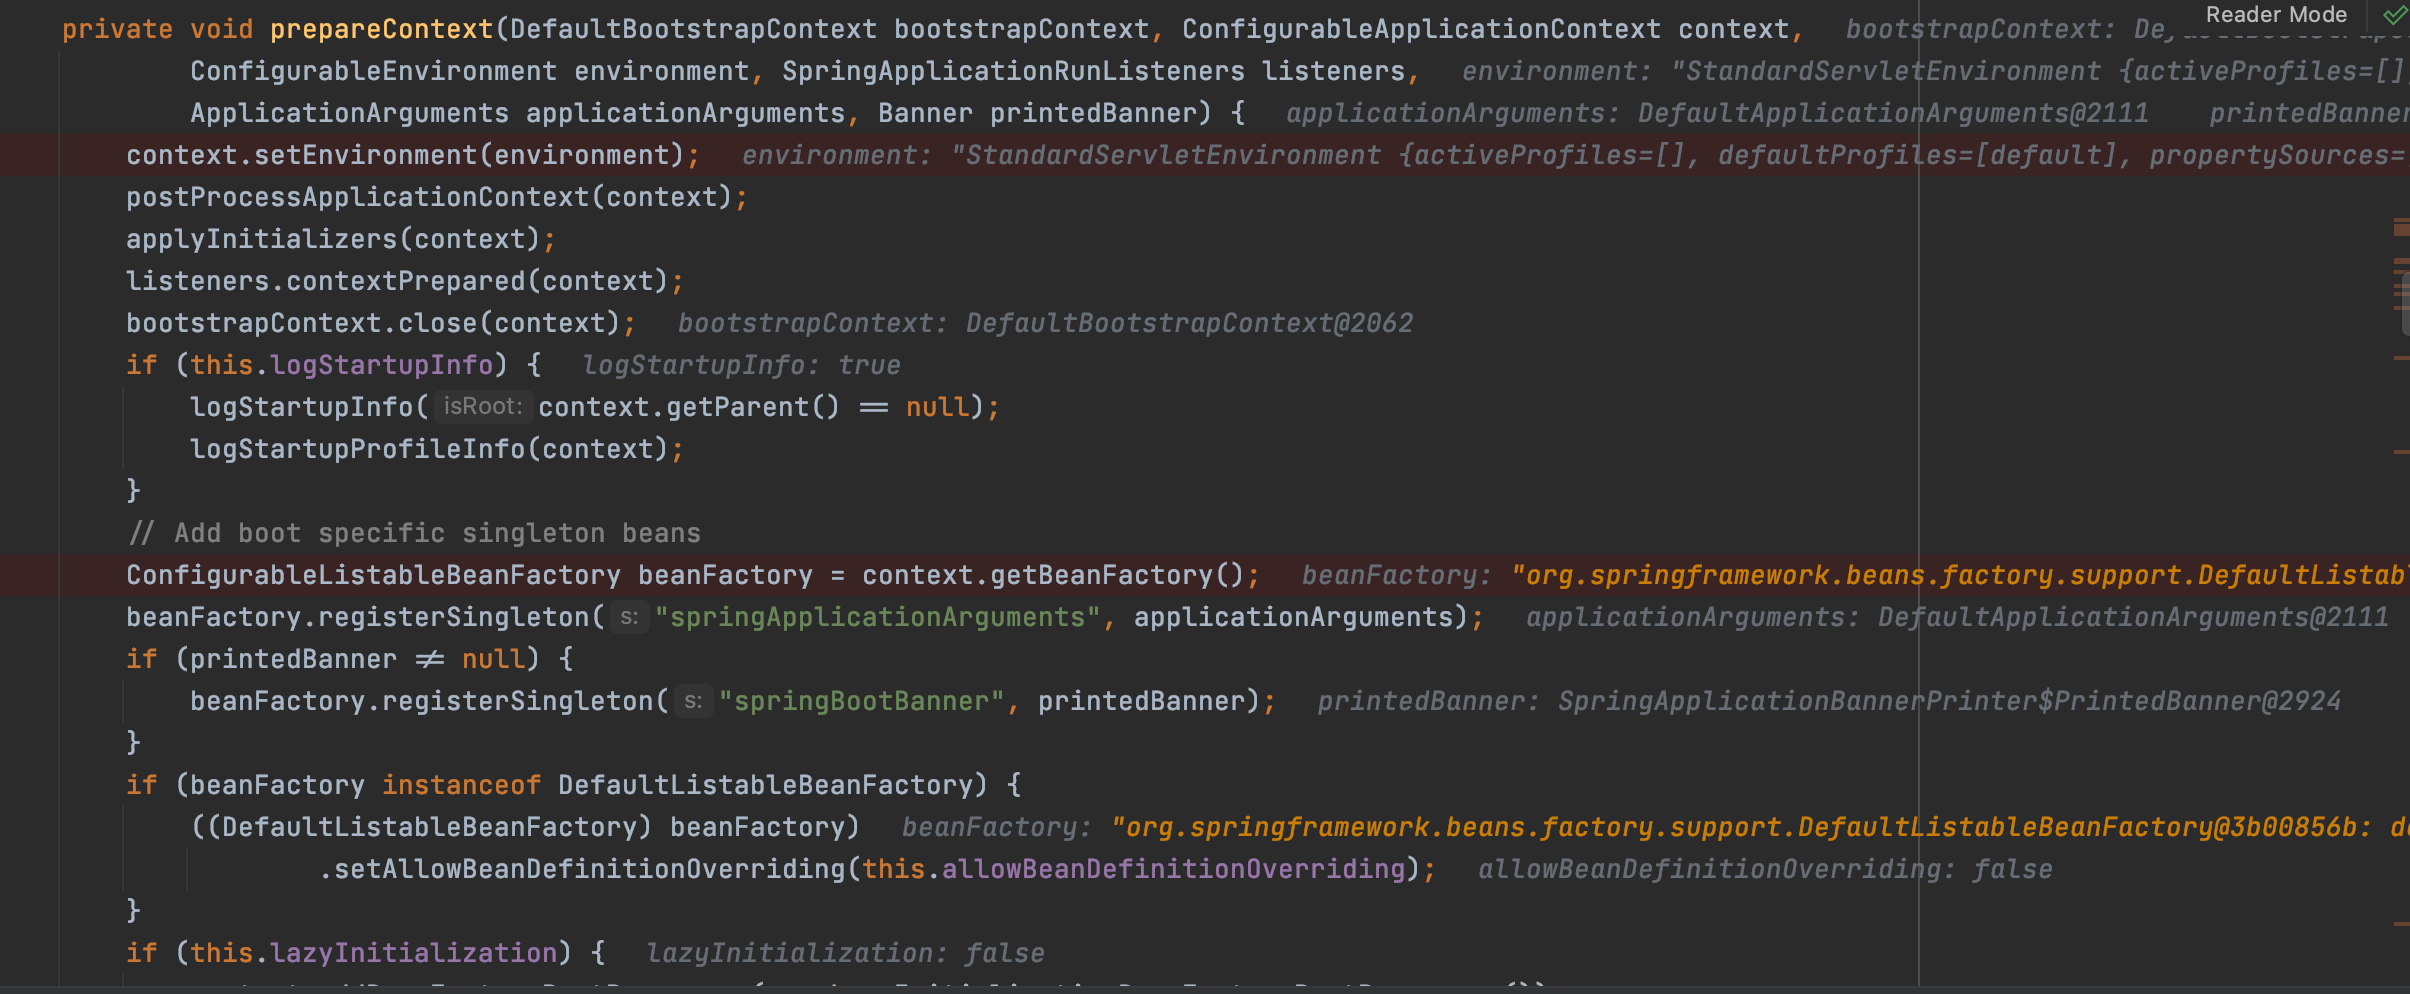 Reader Mode
private void prepareContext(DefaultBootstrapContext bootstrapContext, ConfigurableApplicationContext context, bootstrapContext:
ConfigurableEnvironment environment, SpringApplicationRunListeners listeners, environment: "StandardServletEnvironment {activeProfiles=[]
ApplicationArguments applicationArguments, Banner printedBanner) { applicationArguments: DefaultApplicationArguments@2111 printedBanner
context.setEnvironment(environment); environment: "StandardServletEnvironment {activeProfiles=[], defaultProfiles=[default], propertySources=
postProcessApplicationContext(context);
applyInitializers(context);
listeners.contextPrepared(context);
bootstrapContext.close(context); bootstrapContext: DefaultBootstrapContext@2062
if (this.logStartupInfo) { logStartupInfo: true
logStartupInfo( isRoot: context.getParent() == null);
logStartupProfileInfo(context);
}
// Add boot specific singleton beans
ConfigurableListableBeanFactory beanFactory = context.getBeanFactory(); beanFactory: "org.springframework.beans.factory.support.DefaultListab
beanFactory.registerSingleton( s: "springApplicationArguments", applicationArguments); applicationArguments: DefaultApplicationArguments@2111
if (printedBanner != null) {
beanFactory.registerSingleton( s: "springBootBanner", printedBanner); printedBanner: SpringApplicationBannerPrinter$PrintedBanner@2924
}
if (beanFactory instanceof DefaultListableBeanFactory) {
((DefaultListableBeanFactory) beanFactory) beanFactory: "org.springframework.beans.factory.support.DefaultListableBeanFactory@3b00856b: de
.setAllowBeanDefinitionOverriding(this.allowBeanDefinitionOverriding); allowBeanDefinitionOverriding: false
}
if (this.lazyInitialization) { lazyInitialization: false